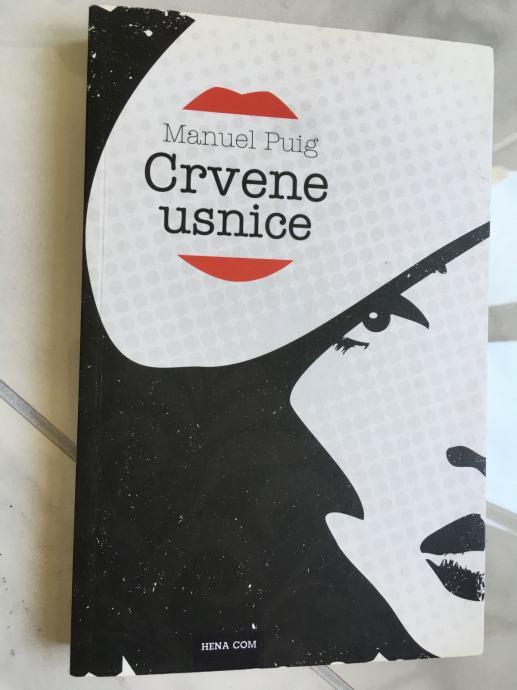 Manuel Puig
Crvene
usnice
HENA COM